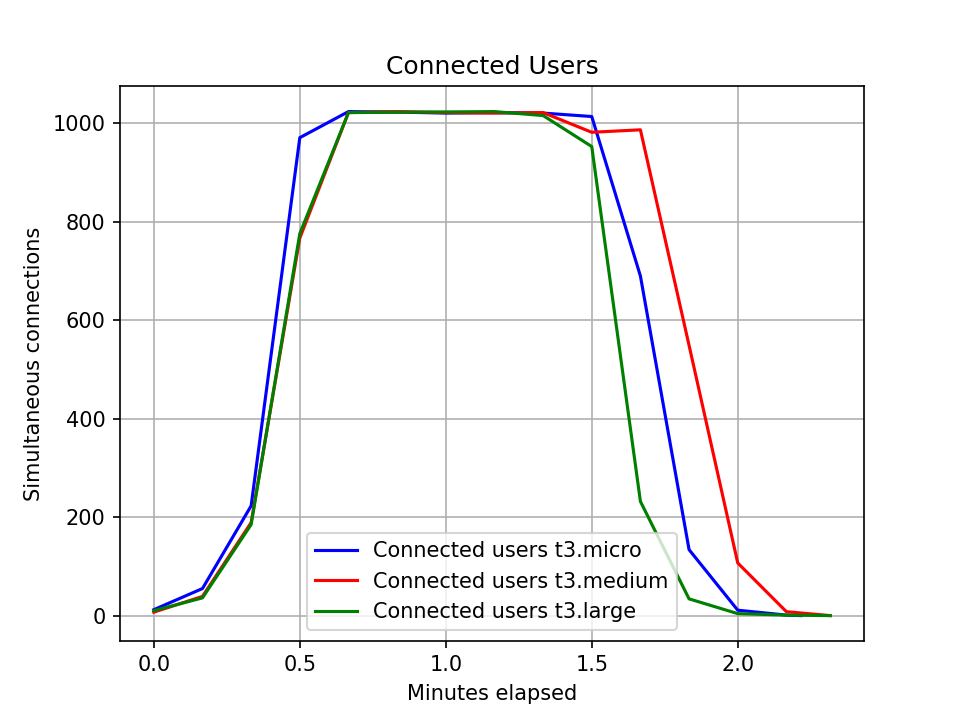 Connected Users
Simultaneous connections
1000
800
600
400
200
0
Connected users t3.micro
Connected users t3.medium
Connected users t3.large
0.0 0.5 1.0 1.5 2.0
Minutes elapsed